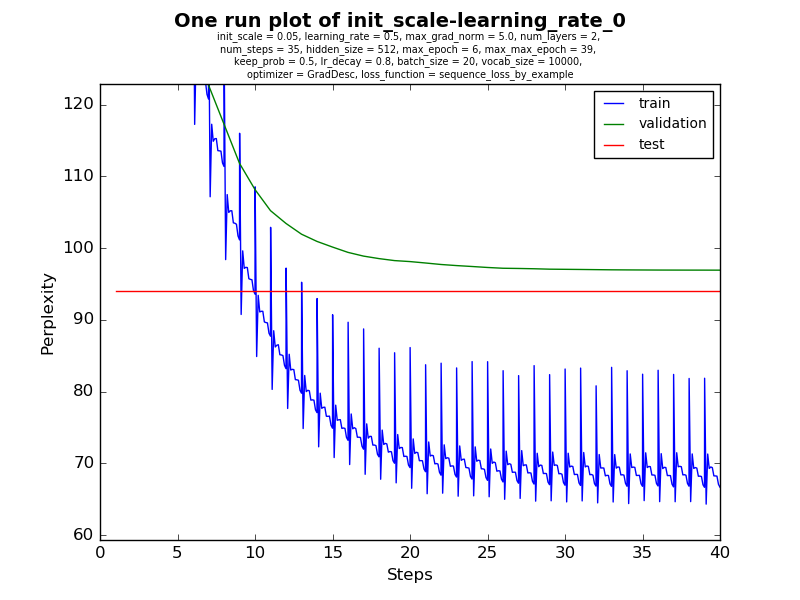 One run plot of init_scale-learning_rate_0
init_scale = 0.05, learning_rate = 0.5, max_grad_norm = 5.0, num_layers = 2,
num_steps = 35, hidden_size = 512, max_epoch = 6, max_max_epoch = 39,
keep_prob = 0.5, lr_decay = 0.8, batch_size = 20, vocab_size = 10000,
optimizer = GradDesc, loss_function = sequence_loss_by_example
train
validation
test
Perplexity
120
110
100
90
80
70
60
0 5 10 15 20 25 30 35 40
Steps